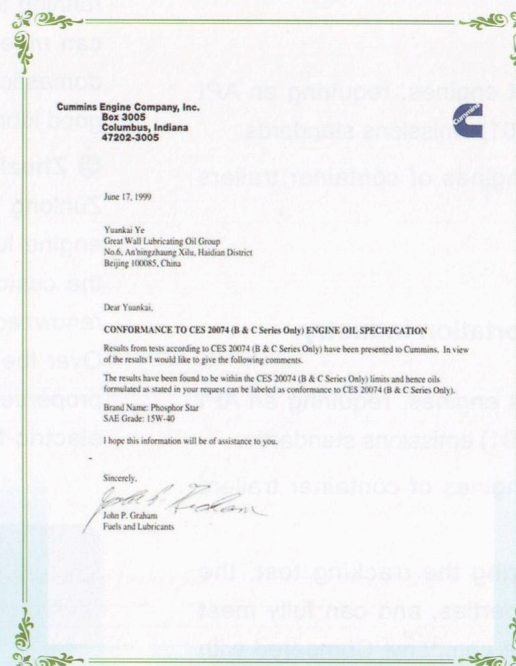 Cummins Engine Company, Inc.
Box 3005
Columbus, Indiana
47202-3005
Cummins
June 17, 1999
Yuankai Ye
Great Wall Lubricating Oil Group
No.6, An'ningzhaung Xilu, Haidian District
Beijing 100085, China
Dear Yuankai,
CONFORMANCE TO CES 20074 (B & C Series Only) ENGINE OIL SPECIFICATION
Results from tests according to CES 20074 (B & C Series Only) have been presented to Cummins. In view
of the results I would like to give the following comments.
The results have been found to be within the CES 20074 (B & C Series Only) limits and hence oils
formulated as stated in your request can be labeled as conformance to CES 20074 (B & C Series Only).
Brand Name: Phosphor Star
SAE Grade: 15W-40
I hope this information will be of assistance to you.
Sincerely,
John P. Graham
John P. Graham
Fuels and Lubricants